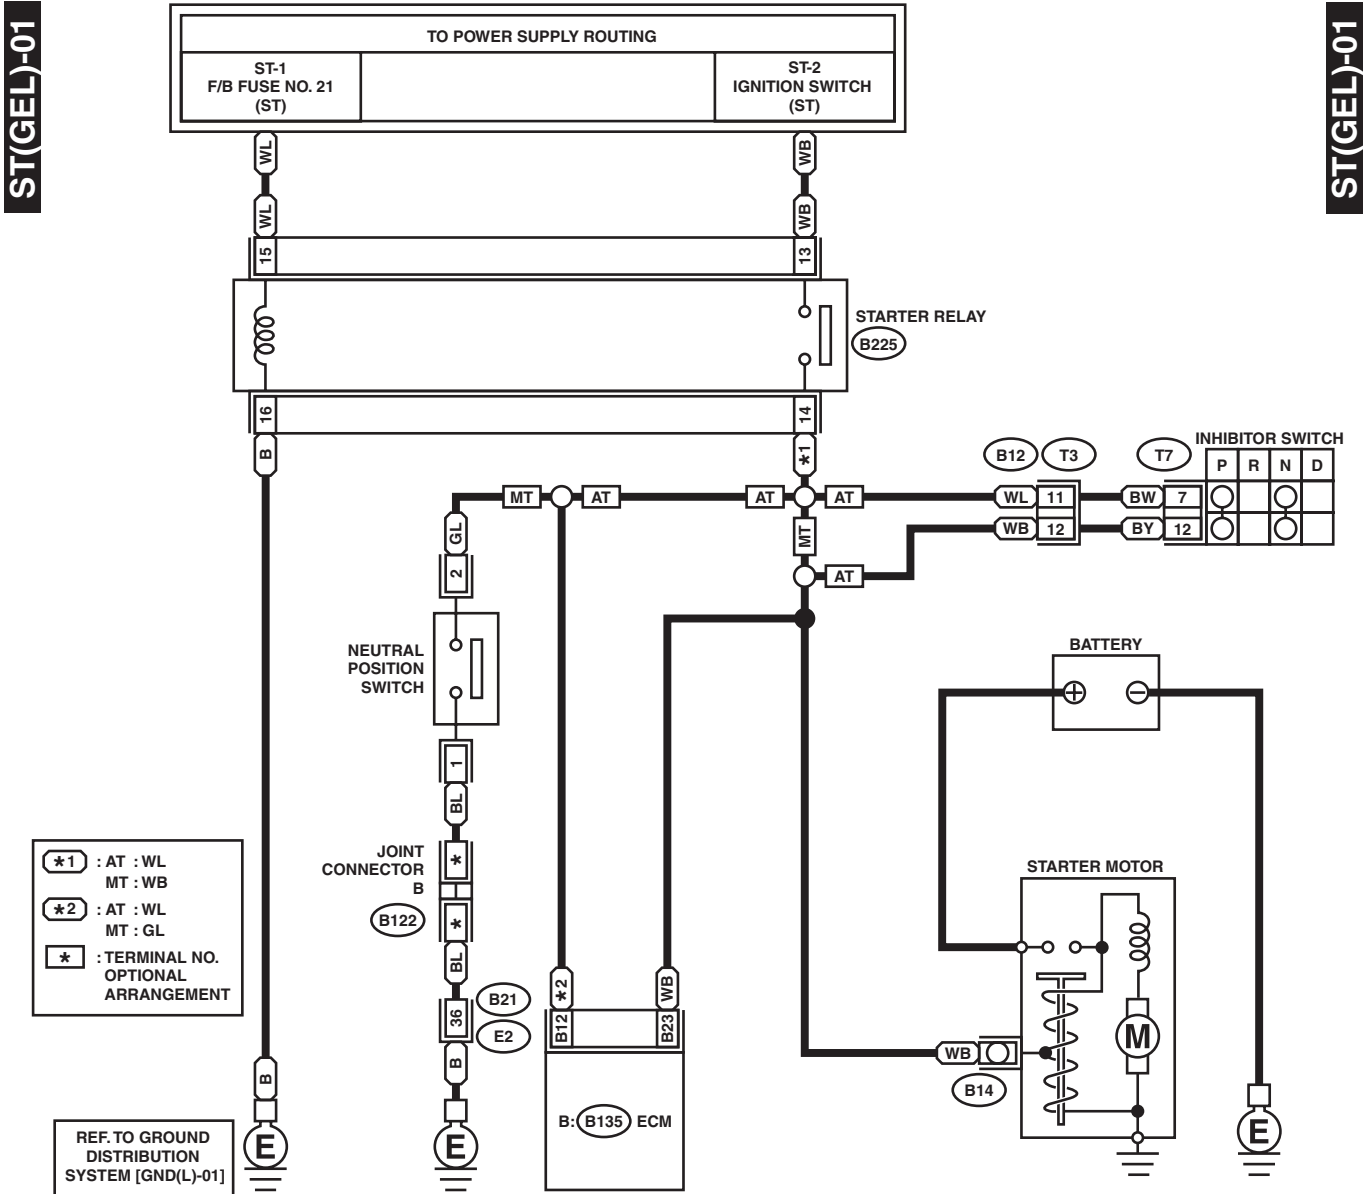 ST(GEL)-01
ST(GEL)-01
TO POWER SUPPLY ROUTING
ST-1
F/B FUSE NO. 21
(ST)
ST-2
IGNITION SWITCH
(ST)
WL
WB
WL
WB
15
13
STARTER RELAY
B225
16
14
B
*1
INHIBITOR SWITCH
B12
T3
T7
P R N D
MT
AT
AT
AT
WL
11
BW
7
GL
MT
WB
12
BY
12
2
AT
NEUTRAL
POSITION
SWITCH
BATTERY
+
−
1
BL
JOINT
CONNECTOR
B
*
B122
*
BL
*1 : AT : WL
MT : WB
*2 : AT : WL
MT : GL
* : TERMINAL NO.
OPTIONAL
ARRANGEMENT
STARTER MOTOR
M
36
B21
E2
*2
WB
B12
B23
WB
B14
B
B
B: B135 ECM
E
E
E
REF. TO GROUND
DISTRIBUTION
SYSTEM [GND(L)-01]